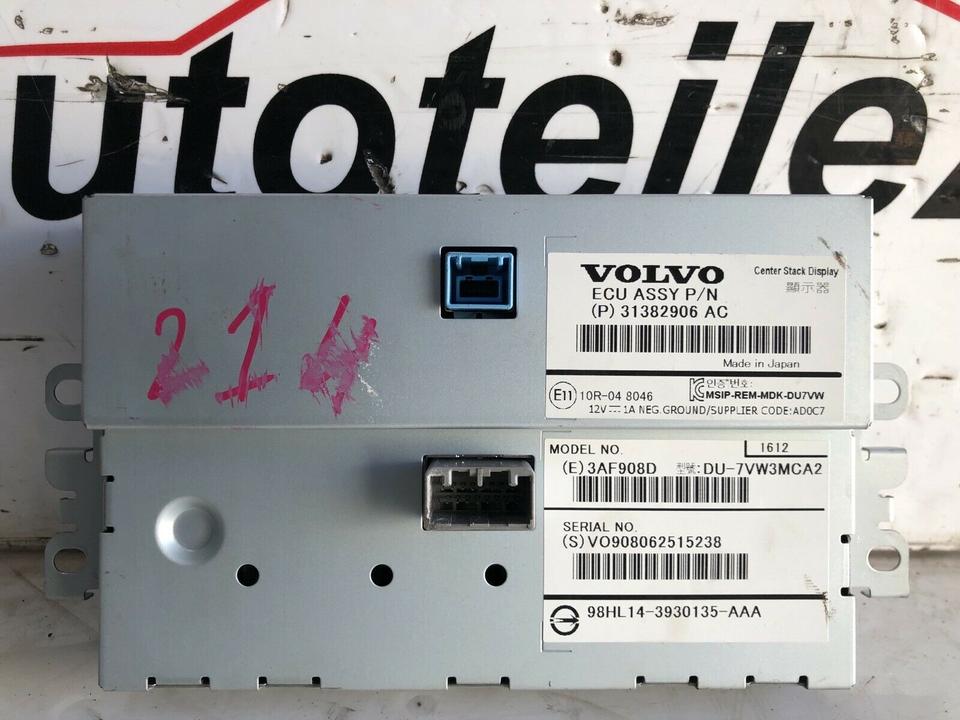 utoteile
214
VOLVO
Center Stack Display
ECU ASSY P/N
顯示器
(P) 31382906 AC
Made in Japan
E11 10R-04 8046
인증번호:
MSIP-REM-MDK-DU7VW
12V 1A NEG.GROUND/SUPPLIER CODE:AD0C7
MODEL NO. 1612
(E)3AF908D 型號:DU-7VW3MCA2
SERIAL NO.
(S)VO908062515238
98HL14-3930135-AAA